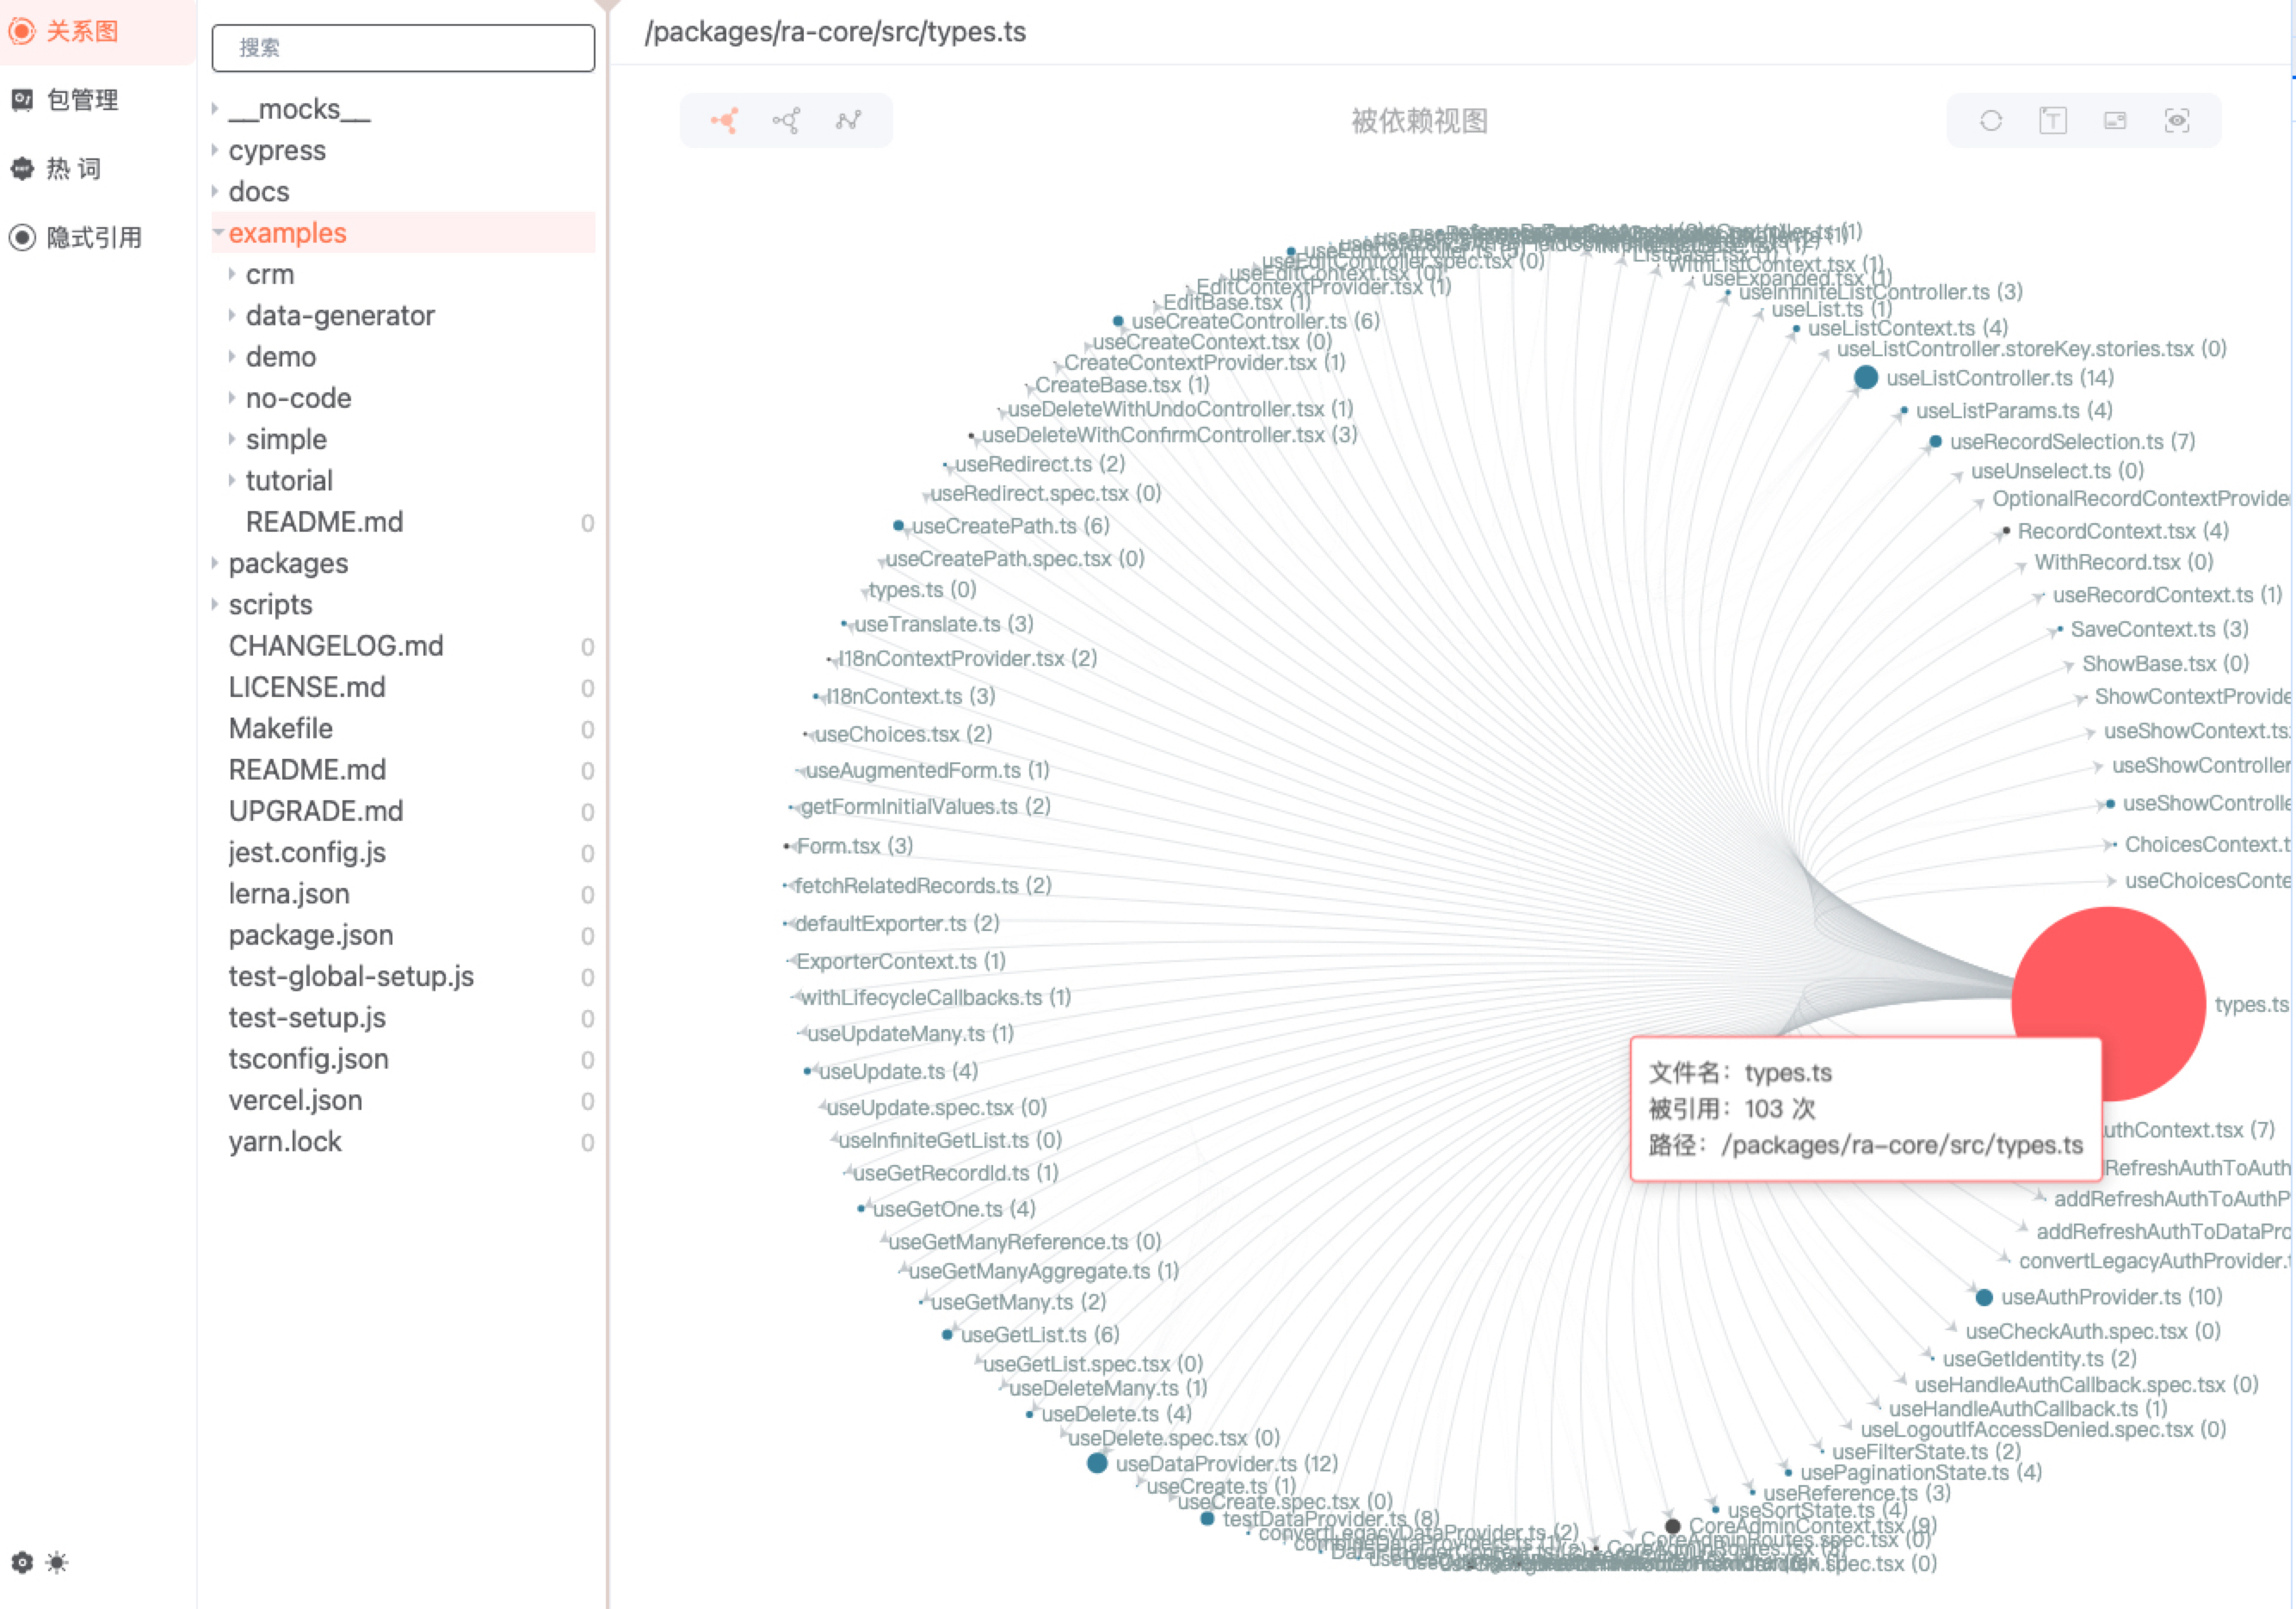 关系图
包管理
热 词
隐式引用
搜索
__mocks__
cypress
docs
examples
crm
data-generator
demo
no-code
simple
tutorial
README.md 0
packages
scripts
CHANGELOG.md 0
LICENSE.md 0
Makefile 0
README.md 0
UPGRADE.md 0
jest.config.js 0
lerna.json 0
package.json 0
test-global-setup.js 0
test-setup.js 0
tsconfig.json 0
vercel.json 0
yarn.lock 0
/packages/ra-core/src/types.ts
被依赖视图
useEditController.spec.tsx (0)
useEditContext.tsx (0)
EditContextProvider.tsx (1)
EditBase.tsx (1)
useCreateController.ts (6)
useCreateContext.tsx (0)
CreateContextProvider.tsx (1)
CreateBase.tsx (1)
useDeleteWithUndoController.tsx (1)
useDeleteWithConfirmController.tsx (3)
useRedirect.ts (2)
useRedirect.spec.tsx (0)
useCreatePath.ts (6)
useCreatePath.spec.tsx (0)
types.ts (0)
useTranslate.ts (3)
I18nContextProvider.tsx (2)
I18nContext.ts (3)
useChoices.tsx (2)
useAugmentedForm.ts (1)
getFormInitialValues.ts (2)
Form.tsx (3)
fetchRelatedRecords.ts (2)
defaultExporter.ts (2)
ExporterContext.ts (1)
withLifecycleCallbacks.ts (1)
useUpdateMany.ts (1)
useUpdate.ts (4)
useUpdate.spec.tsx (0)
useInfiniteGetList.ts (0)
useGetRecordId.ts (1)
useGetOne.ts (4)
useGetManyReference.ts (0)
useGetManyAggregate.ts (1)
useGetMany.ts (2)
useGetList.ts (6)
useGetList.spec.tsx (0)
useDeleteMany.ts (1)
useDelete.ts (4)
useDelete.spec.tsx (0)
useDataProvider.ts (12)
useCreate.ts (1)
useCreate.spec.tsx (0)
testDataProvider.ts (8)
convertLegacyDataProvider.ts (2)
WithListContext.tsx (1)
useExpanded.tsx (1)
useInfiniteListController.ts (3)
useList.ts (1)
useListContext.ts (4)
useListController.storeKey.stories.tsx (0)
useListController.ts (14)
useListParams.ts (4)
useRecordSelection.ts (7)
useUnselect.ts (0)
OptionalRecordContextProvide
RecordContext.tsx (4)
WithRecord.tsx (0)
useRecordContext.ts (1)
SaveContext.ts (3)
ShowBase.tsx (0)
ShowContextProvide
useShowContext.ts
useShowController
useShowControlle
ChoicesContext.t
useChoicesConte
types.ts
文件名：types.ts
被引用：103 次
路径：/packages/ra-core/src/types.ts
uthContext.tsx (7)
RefreshAuthToAuth
addRefreshAuthToAuthP
addRefreshAuthToDataPro
convertLegacyAuthProvider.t
useAuthProvider.ts (10)
useCheckAuth.spec.tsx (0)
useGetIdentity.ts (2)
useHandleAuthCallback.spec.tsx (0)
useHandleAuthCallback.ts (1)
useLogoutIfAccessDenied.spec.tsx (0)
useFilterState.ts (2)
usePaginationState.ts (4)
useReference.ts (3)
useSortState.ts (4)
CoreAdminContext.tsx (9)
CoreAdminRoutes.spec.tsx (0)